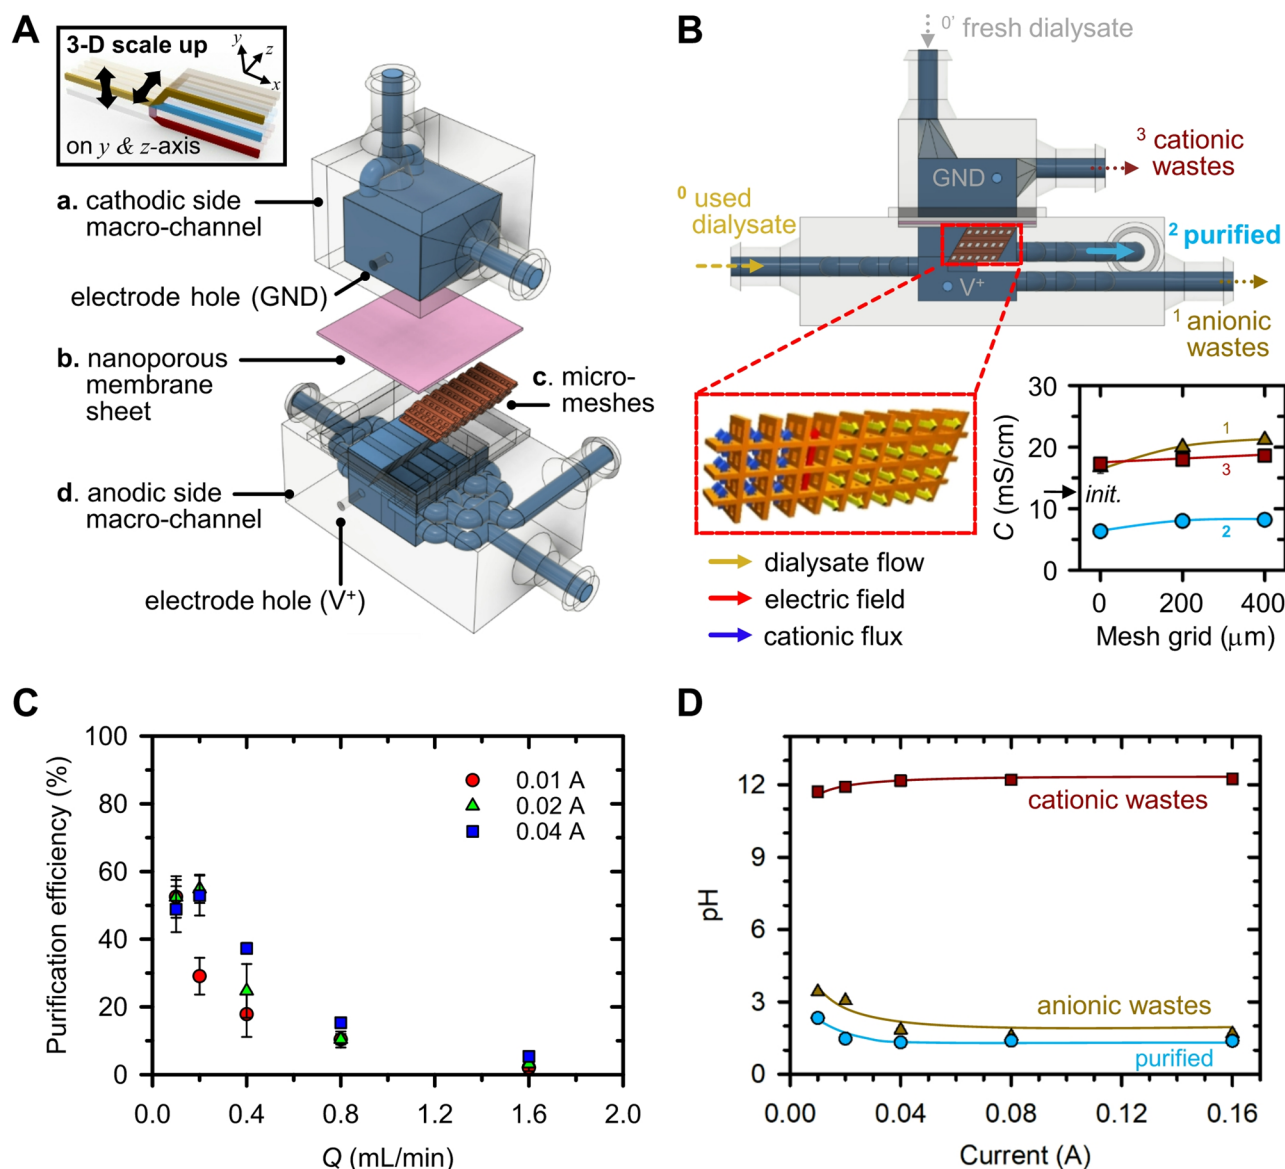 A
3-D scale up
y
z
x
on y & z-axis
a. cathodic side
macro-channel
electrode hole (GND)
b. nanoporous
membrane
sheet
c. micro-
meshes
d. anodic side
macro-channel
electrode hole (V+)
B
0' fresh dialysate
3 cationic
wastes
GND
0 used
dialysate
2 purified
V+
1 anionic
wastes
dialysate flow
electric field
cationic flux
30
20
10
0
C (mS/cm)
init.
1
3
2
0 200 400
Mesh grid (μm)
C
100
80
60
40
20
0
Purification efficiency (%)
0.01 A
0.02 A
0.04 A
0.0 0.4 0.8 1.2 1.6 2.0
Q (mL/min)
D
12
9
6
3
0
pH
cationic wastes
anionic wastes
purified
0.00 0.04 0.08 0.12 0.16
Current (A)